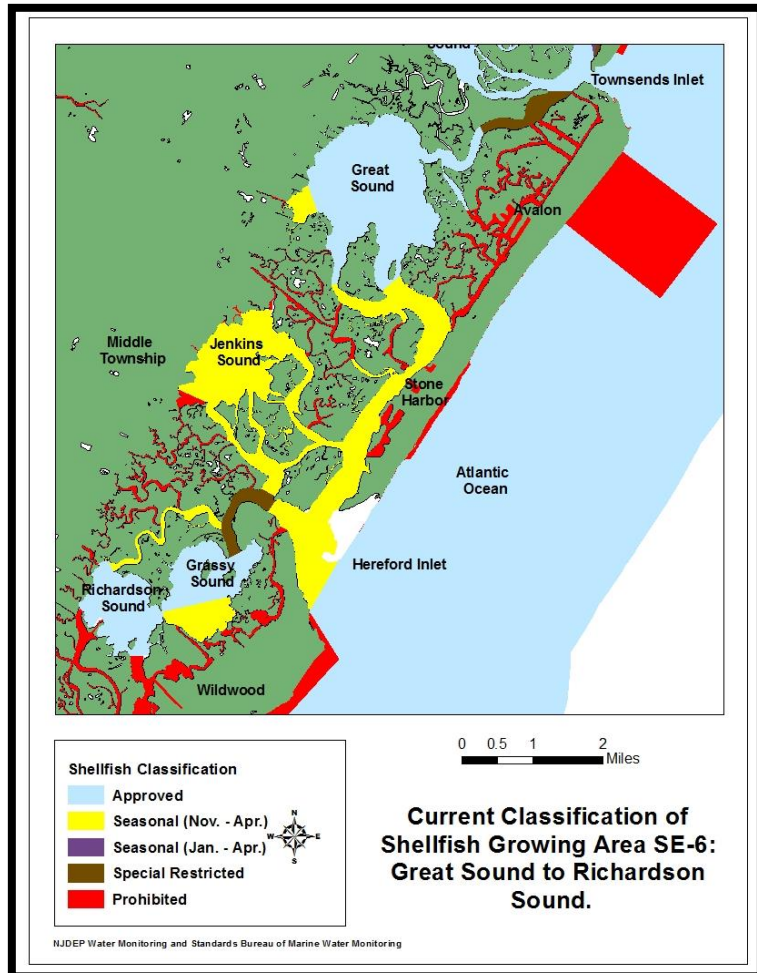 Sound
Townsends Inlet
Great
Sound
Avalon
Middle
Township
Jenkins
Sound
Stone
Harbor
Atlantic
Ocean
Hereford Inlet
Grassy
Sound
Richardson
Sound
Wildwood
Shellfish Classification
Approved
Seasonal (Nov. - Apr.)
Seasonal (Jan. - Apr.)
Special Restricted
Prohibited
N
W E
S
0 0.5 1 2
Miles
Current Classification of
Shellfish Growing Area SE-6:
Great Sound to Richardson
Sound.
NJDEP Water Monitoring and Standards Bureau of Marine Water Monitoring